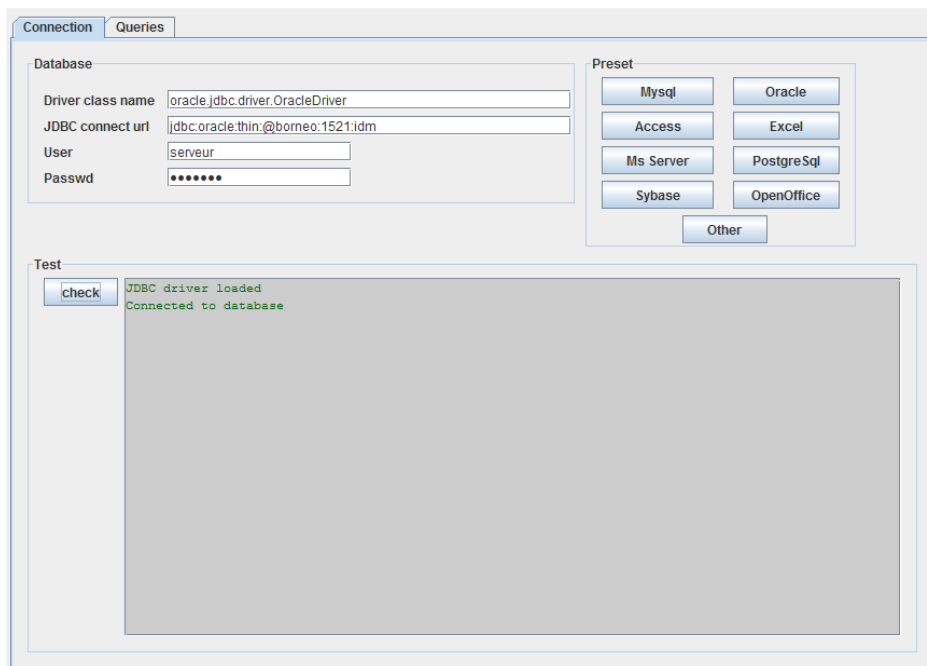 Connection Queries
Database
Driver class name oracle.jdbc.driver.OracleDriver
JDBC connect url jdbc:oracle:thin:@borneo:1521:idm
User serveur
Passwd •••••••
Preset
Mysql Oracle
Access Excel
Ms Server PostgreSql
Sybase OpenOffice
Other
Test
check
JDBC driver loaded
Connected to database